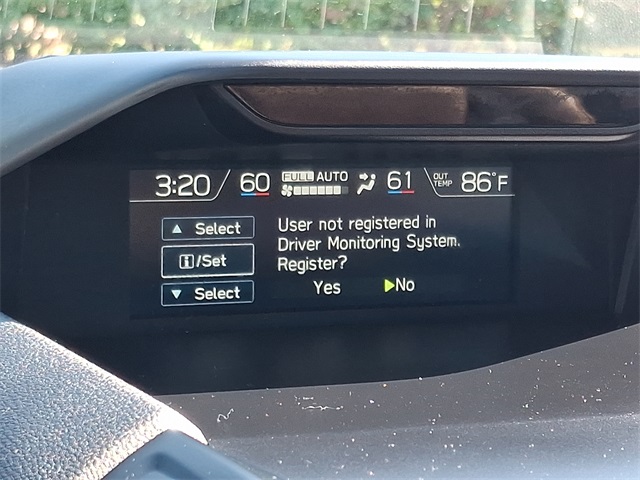 3:20 60 FULL AUTO 61 OUT TEMP 86°F
▲ Select
i/Set
▼ Select
User not registered in
Driver Monitoring System.
Register?
Yes ▶No